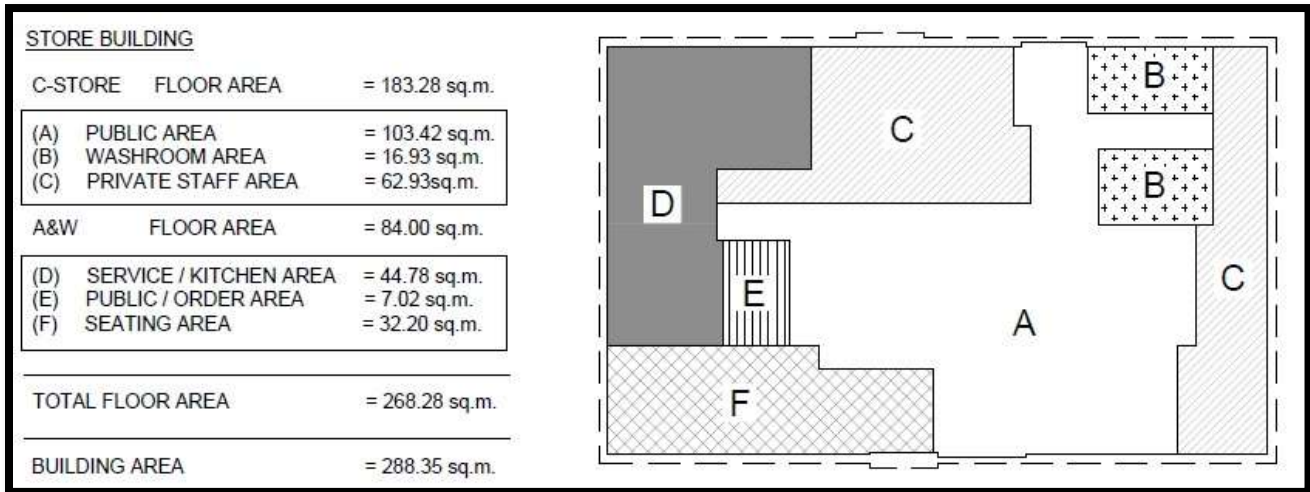 STORE BUILDING
C-STORE FLOOR AREA = 183.28 sq.m.
(A) PUBLIC AREA = 103.42 sq.m.
(B) WASHROOM AREA = 16.93 sq.m.
(C) PRIVATE STAFF AREA = 62.93sq.m.
A&W FLOOR AREA = 84.00 sq.m.
(D) SERVICE / KITCHEN AREA = 44.78 sq.m.
(E) PUBLIC / ORDER AREA = 7.02 sq.m.
(F) SEATING AREA = 32.20 sq.m.
TOTAL FLOOR AREA = 268.28 sq.m.
BUILDING AREA = 288.35 sq.m.
B
C
B
D
C
E
A
F